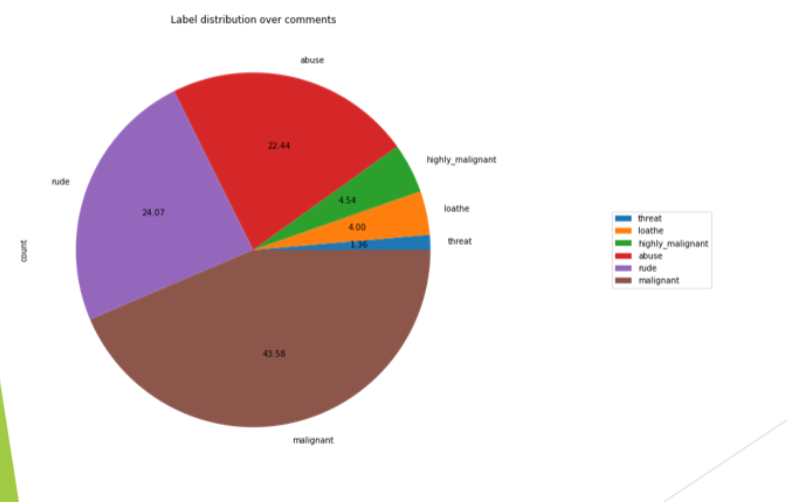 Label distribution over comments
abuse
22.44
highly_malignant
rude
4.54
24.07
loathe
4.00
threat
1.36
count
43.58
malignant
threat
loathe
highly_malignant
abuse
rude
malignant